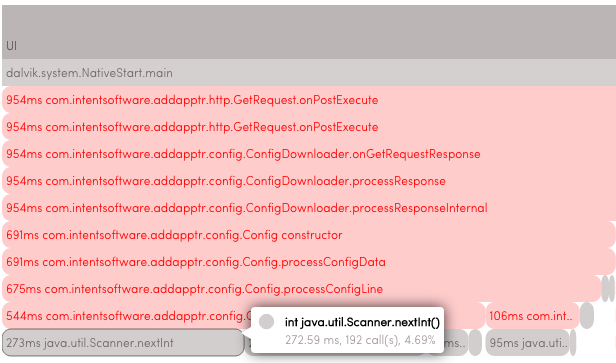 UI
dalvik.system.NativeStart.main
954ms com.intentsoftware.addapptr.http.GetRequest.onPostExecute
954ms com.intentsoftware.addapptr.http.GetRequest.onPostExecute
954ms com.intentsoftware.addapptr.config.ConfigDownloader.onGetRequestResponse
954ms com.intentsoftware.addapptr.config.ConfigDownloader.processResponse
954ms com.intentsoftware.addapptr.config.ConfigDownloader.processResponseInternal
691ms com.intentsoftware.addapptr.config.Config constructor
691ms com.intentsoftware.addapptr.config.Config.processConfigData
675ms com.intentsoftware.addapptr.config.Config.processConfigLine
544ms com.intentsoftware.addapptr.config. 106ms com.int..
int java.util.Scanner.nextInt()
272.59 ms, 192 call(s), 4.69%
273ms java.util.Scanner.nextInt ms.. 95ms java.uti..